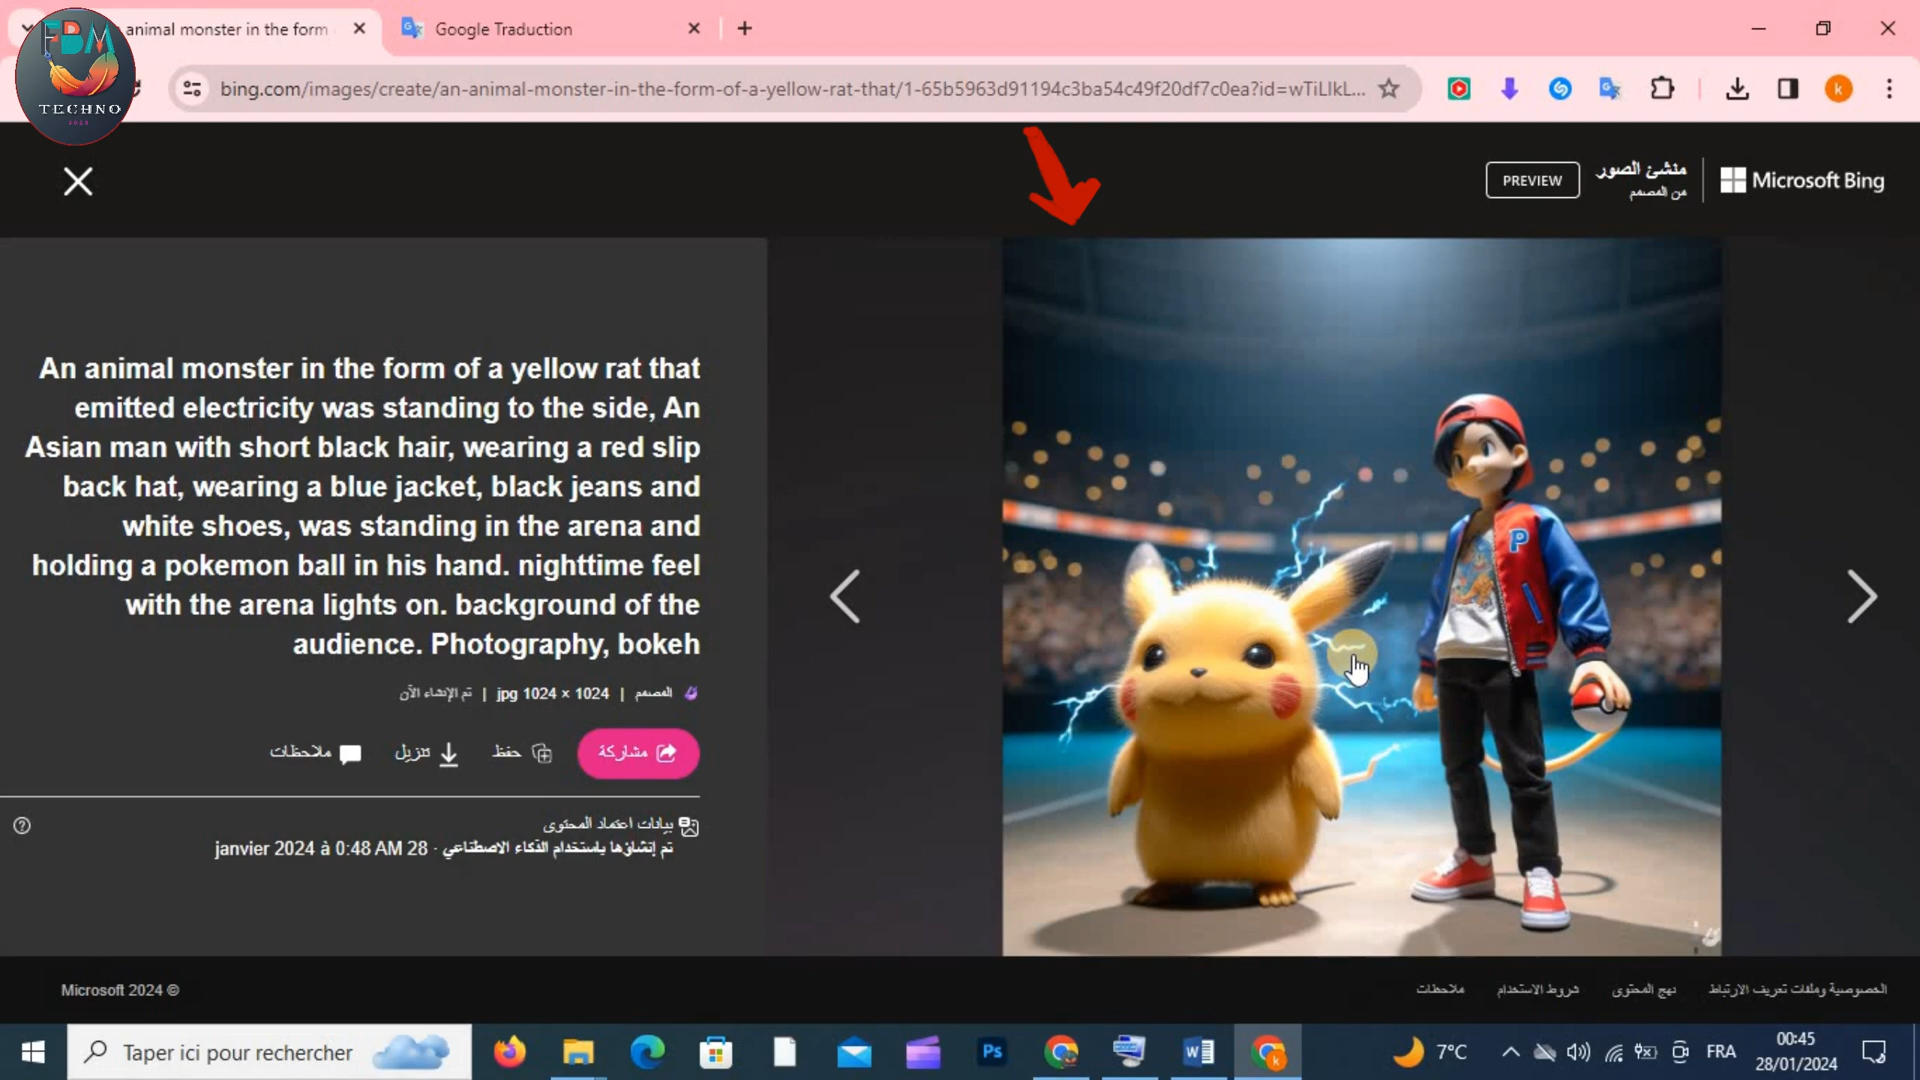 FBM
TECHNO
2023
animal monster in the form
Google Traduction
bing.com/images/create/an-animal-monster-in-the-form-of-a-yellow-rat-that/1-65b5963d91194c3ba54c49f20df7c0ea?id=wTiLIkL...
k
PREVIEW
منشئ الصور
من المصمم
Microsoft Bing
An animal monster in the form of a yellow rat that
emitted electricity was standing to the side, An
Asian man with short black hair, wearing a red slip
back hat, wearing a blue jacket, black jeans and
white shoes, was standing in the arena and
holding a pokemon ball in his hand. nighttime feel
with the arena lights on. background of the
audience. Photography, bokeh
المصمم | jpg 1024 × 1024 | تم الإنشاء الآن
مشاركة
حفظ
تنزيل
ملاحظات
بيانات اعتماد المحتوى
تم إنشاؤها باستخدام الذكاء الاصطناعي · 28 janvier 2024 à 0:48 AM
P
Microsoft 2024 ©
الخصوصية وملفات تعريف الارتباط
نهج المحتوى
شروط الاستخدام
ملاحظات
Taper ici pour rechercher
Ps
W
k
7°C
FRA
00:45
28/01/2024